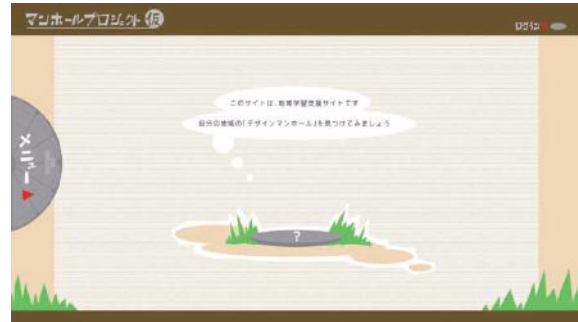 マンホールプロジェクト 仮
ログイン
このサイトは、地域学習支援サイトです
自分の地域の「デザインマンホール」を見つけてみましょう
メニュー
?